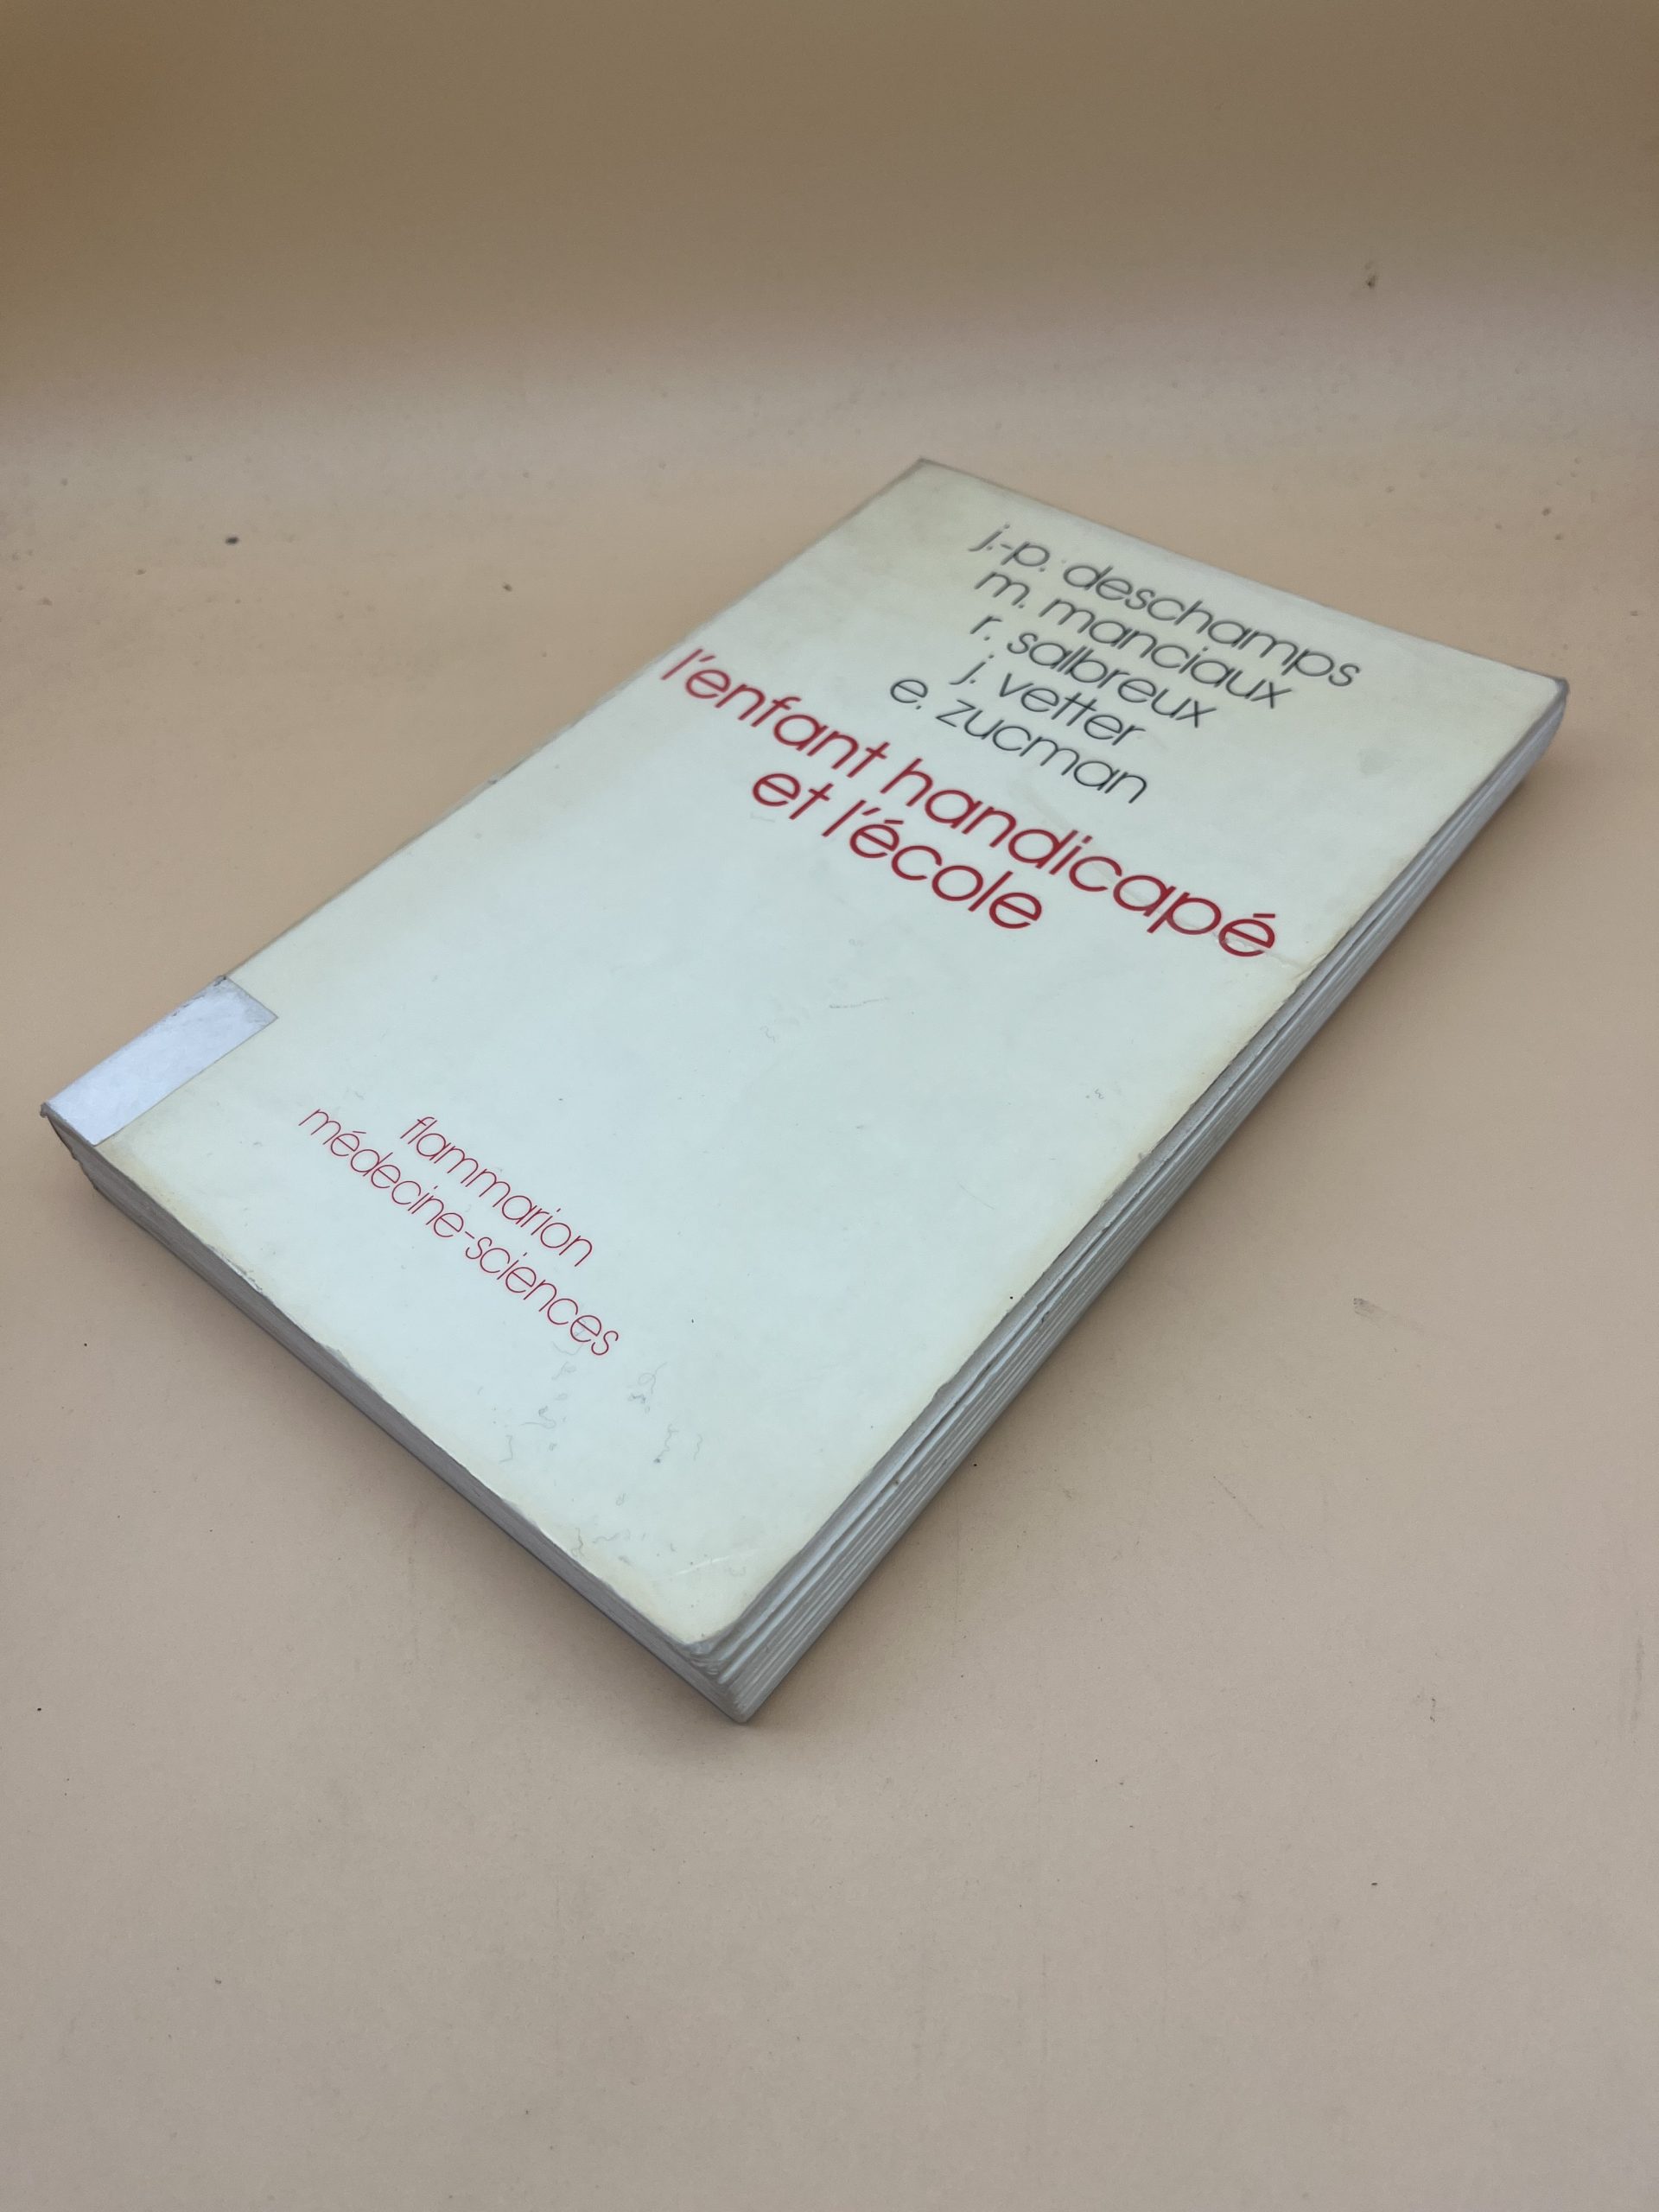 j.-p. deschamps
m. manciaux
r. salbreux
j. vetter
e. zucman
l'enfant handicapé
et l'école
flammarion
médecine-sciences